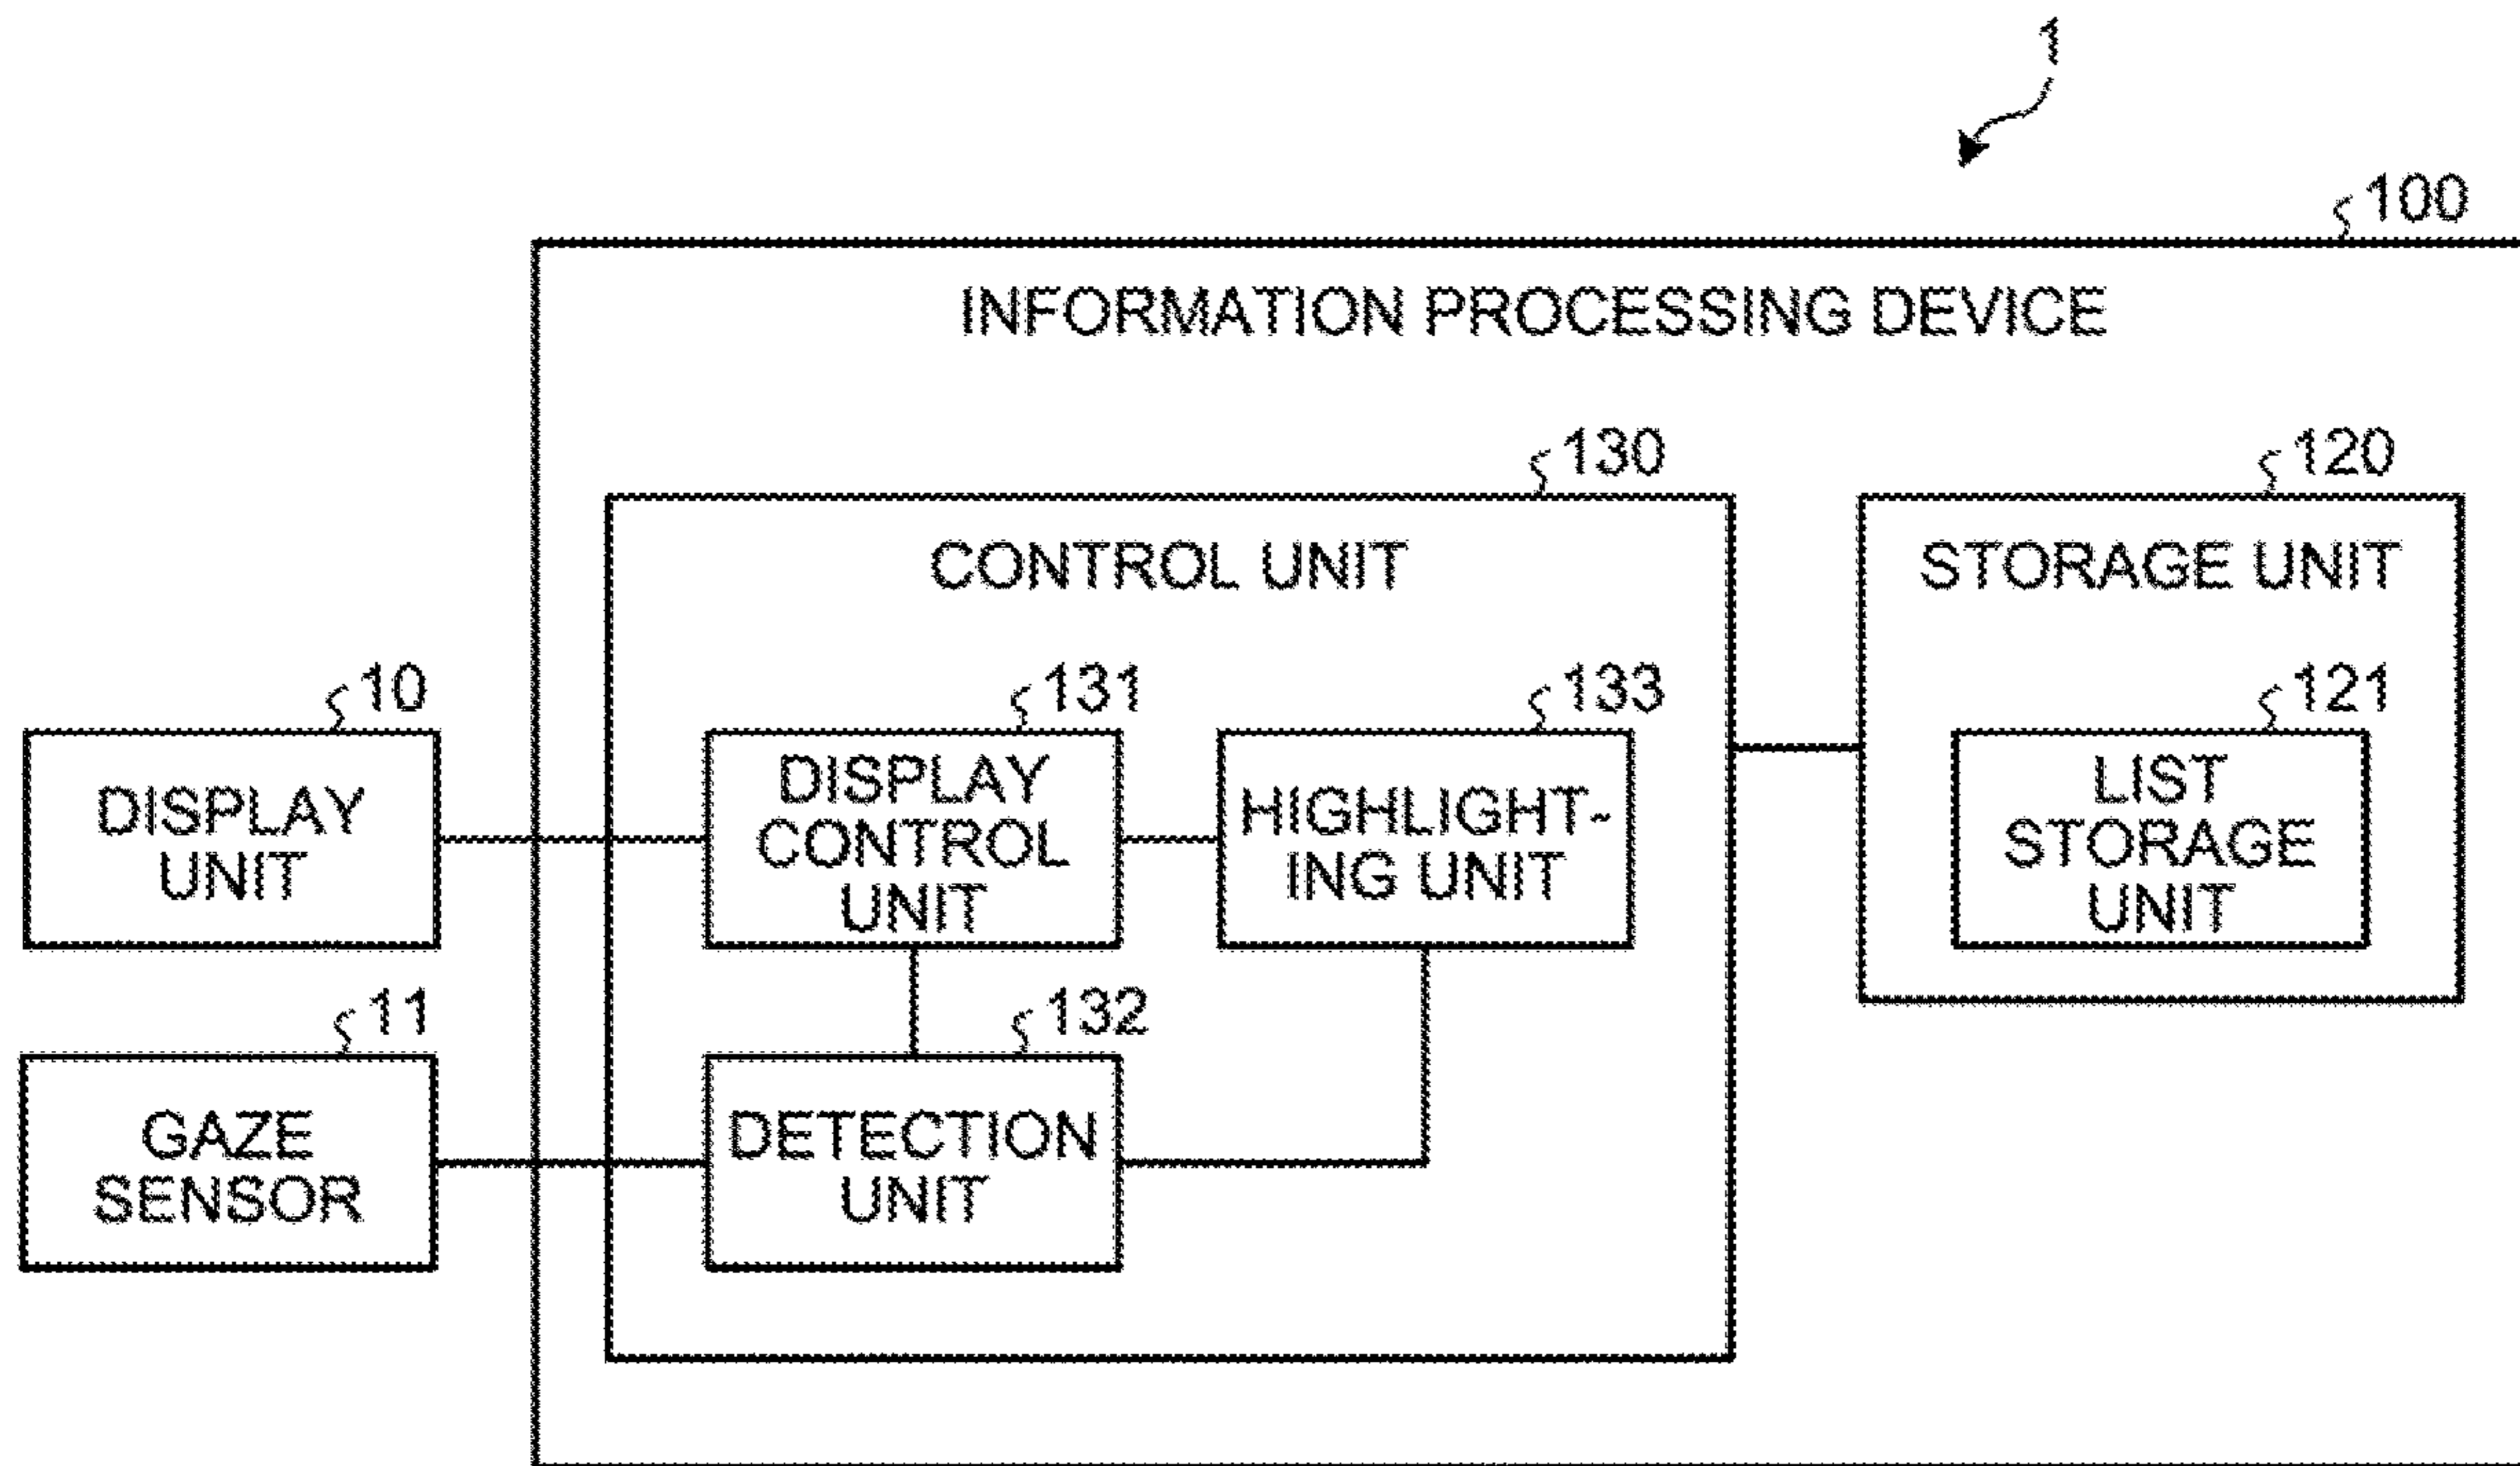 1
100
INFORMATION PROCESSING DEVICE
130
120
CONTROL UNIT
STORAGE UNIT
10
131
133
121
DISPLAY
UNIT
DISPLAY
CONTROL
UNIT
HIGHLIGHT-
ING UNIT
LIST
STORAGE
UNIT
11
132
GAZE
SENSOR
DETECTION
UNIT